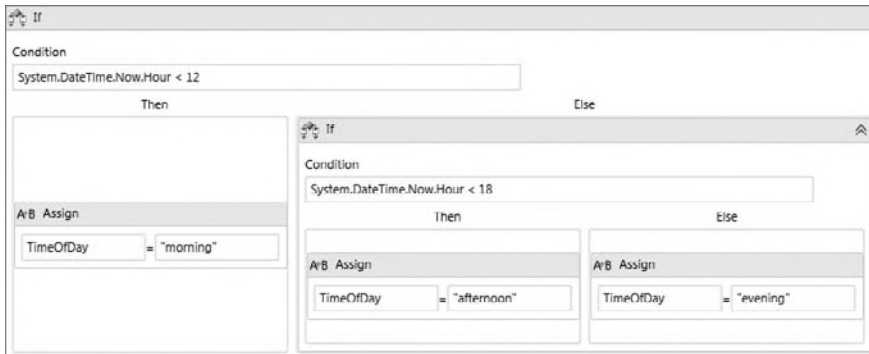 If
Condition
System.DateTime.Now.Hour < 12
Then
Else
If
Condition
System.DateTime.Now.Hour < 18
A+B Assign
TimeOfDay = "morning"
Then
Else
A+B Assign
TimeOfDay = "afternoon"
A+B Assign
TimeOfDay = "evening"